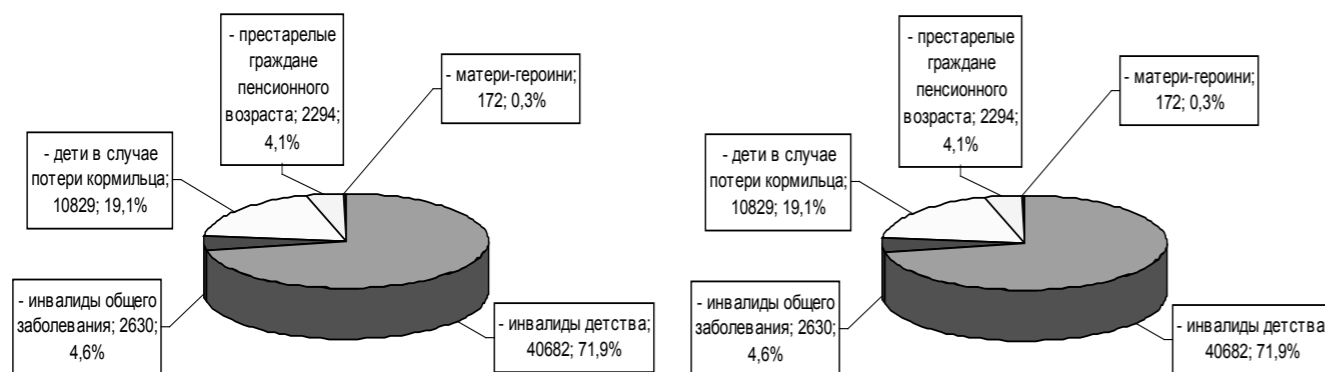 - престарелые
граждане
пенсионного
возраста; 2294;
4,1%
- матери-героини;
172; 0,3%
- дети в случае
потери кормильца;
10829; 19,1%
- инвалиды общего
заболевания; 2630;
4,6%
- инвалиды детства;
40682; 71,9%
- престарелые
граждане
пенсионного
возраста; 2294;
4,1%
- матери-героини;
172; 0,3%
- дети в случае
потери кормильца;
10829; 19,1%
- инвалиды общего
заболевания; 2630;
4,6%
- инвалиды детства
40682; 71,9%